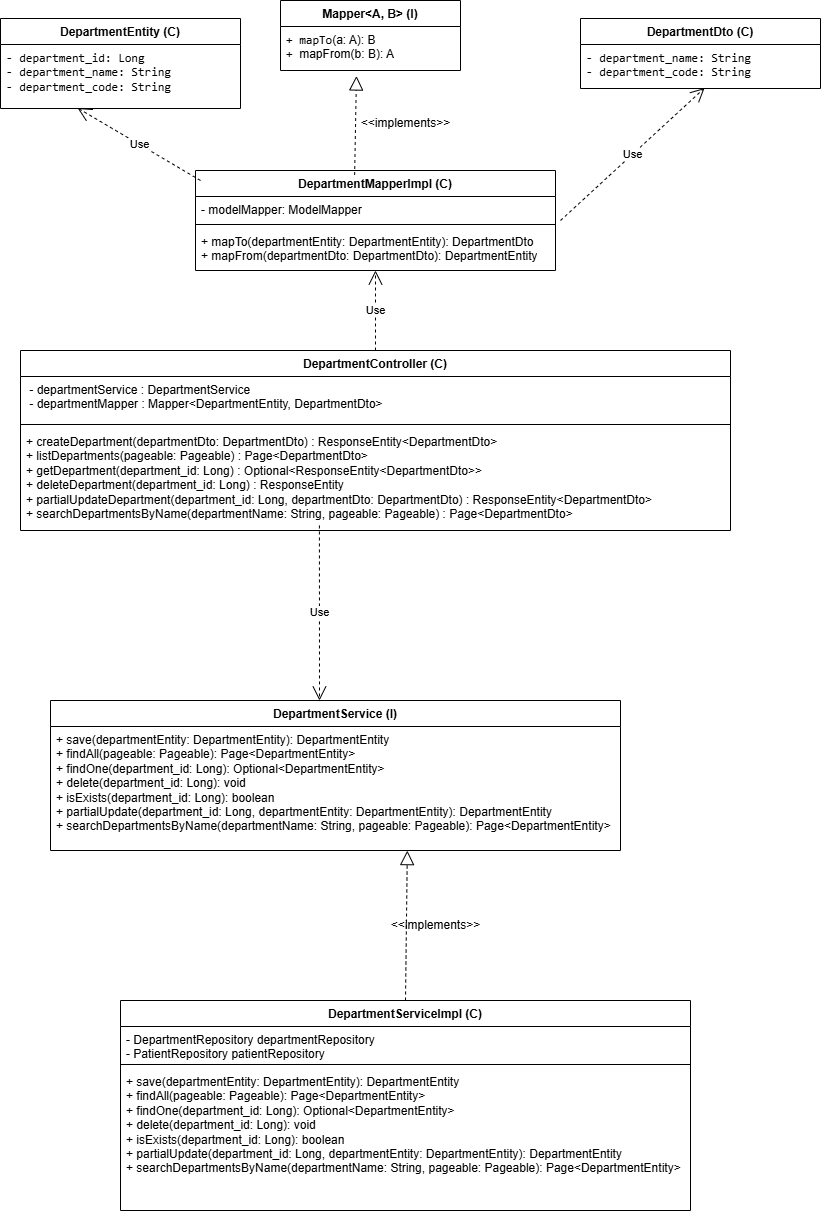 DepartmentEntity (C)
- department_id: Long
- department_name: String
- department_code: String
Mapper<A, B> (I)
+ mapTo(a: A): B
+ mapFrom(b: B): A
DepartmentDto (C)
- department_name: String
- department_code: String
<<implements>>
Use
Use
DepartmentMapperImpl (C)
- modelMapper: ModelMapper
+ mapTo(departmentEntity: DepartmentEntity): DepartmentDto
+ mapFrom(departmentDto: DepartmentDto): DepartmentEntity
Use
DepartmentController (C)
- departmentService : DepartmentService
- departmentMapper : Mapper<DepartmentEntity, DepartmentDto>
+ createDepartment(departmentDto: DepartmentDto) : ResponseEntity<DepartmentDto>
+ listDepartments(pageable: Pageable) : Page<DepartmentDto>
+ getDepartment(department_id: Long) : Optional<ResponseEntity<DepartmentDto>>
+ deleteDepartment(department_id: Long) : ResponseEntity
+ partialUpdateDepartment(department_id: Long, departmentDto: DepartmentDto) : ResponseEntity<DepartmentDto>
+ searchDepartmentsByName(departmentName: String, pageable: Pageable) : Page<DepartmentDto>
Use
DepartmentService (I)
+ save(departmentEntity: DepartmentEntity): DepartmentEntity
+ findAll(pageable: Pageable): Page<DepartmentEntity>
+ findOne(department_id: Long): Optional<DepartmentEntity>
+ delete(department_id: Long): void
+ isExists(department_id: Long): boolean
+ partialUpdate(department_id: Long, departmentEntity: DepartmentEntity): DepartmentEntity
+ searchDepartmentsByName(departmentName: String, pageable: Pageable): Page<DepartmentEntity>
<<implements>>
DepartmentServiceImpl (C)
- DepartmentRepository departmentRepository
- PatientRepository patientRepository
+ save(departmentEntity: DepartmentEntity): DepartmentEntity
+ findAll(pageable: Pageable): Page<DepartmentEntity>
+ findOne(department_id: Long): Optional<DepartmentEntity>
+ delete(department_id: Long): void
+ isExists(department_id: Long): boolean
+ partialUpdate(department_id: Long, departmentEntity: DepartmentEntity): DepartmentEntity
+ searchDepartmentsByName(departmentName: String, pageable: Pageable): Page<DepartmentEntity>